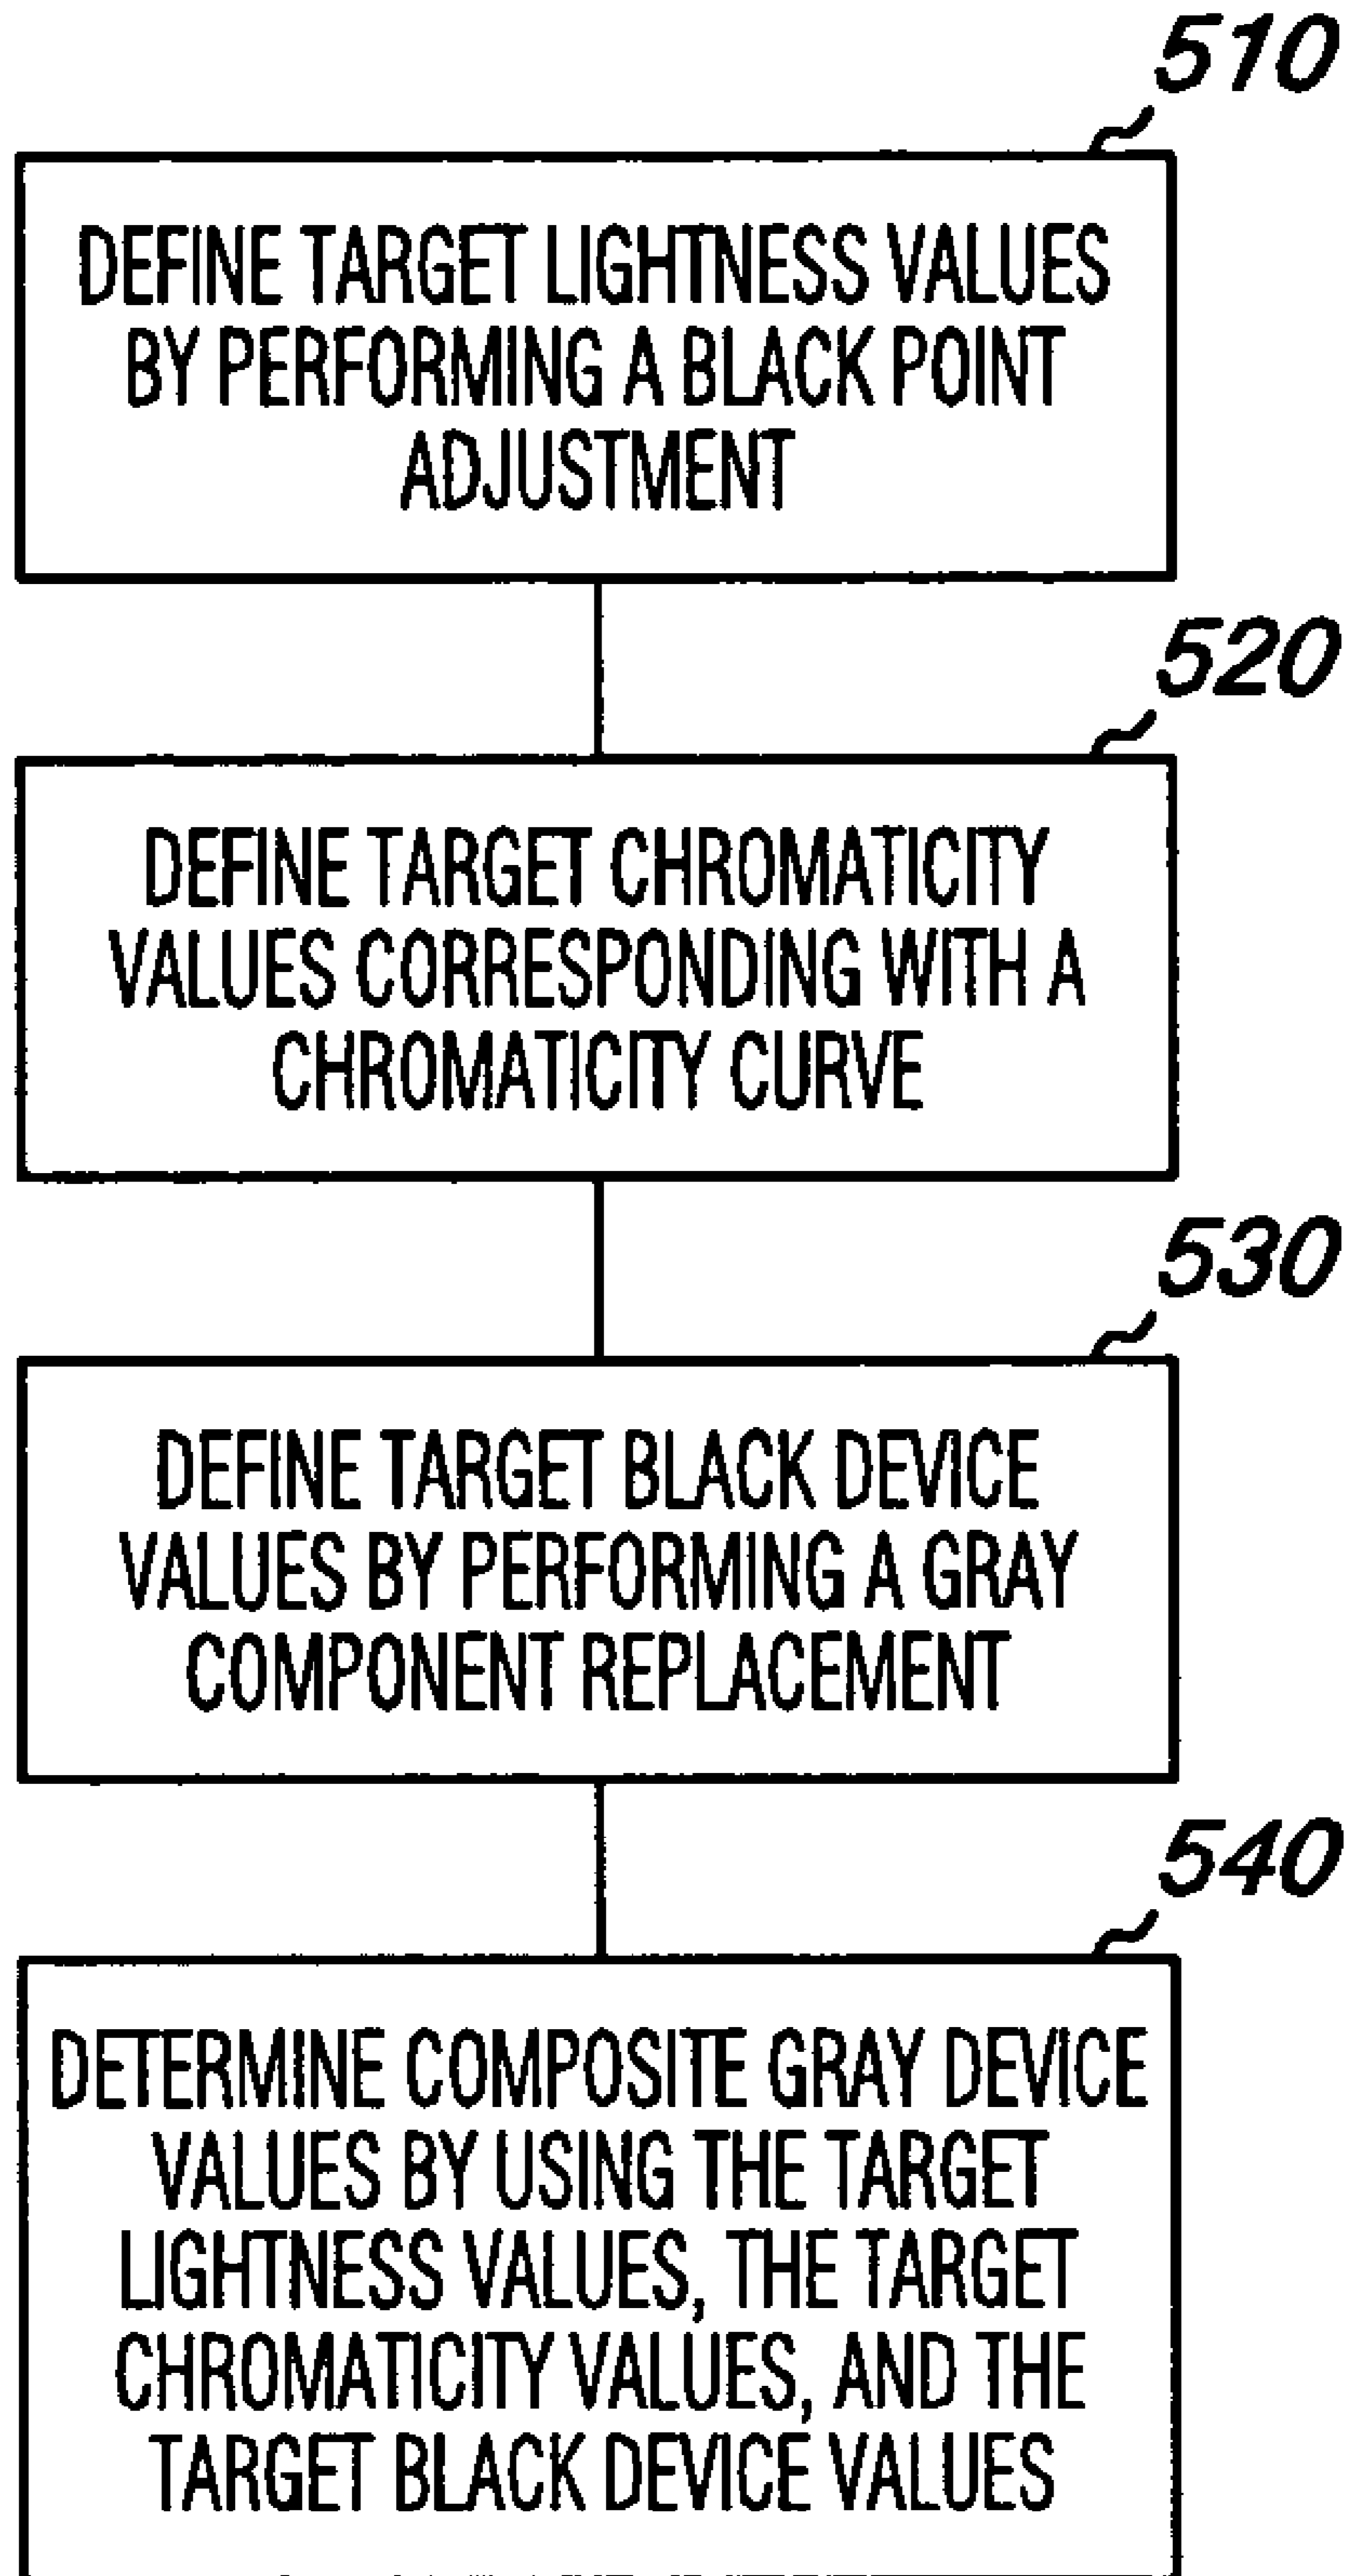 510
DEFINE TARGET LIGHTNESS VALUES
BY PERFORMING A BLACK POINT
ADJUSTMENT
520
DEFINE TARGET CHROMATICITY
VALUES CORRESPONDING WITH A
CHROMATICITY CURVE
530
DEFINE TARGET BLACK DEVICE
VALUES BY PERFORMING A GRAY
COMPONENT REPLACEMENT
540
DETERMINE COMPOSITE GRAY DEVICE
VALUES BY USING THE TARGET
LIGHTNESS VALUES, THE TARGET
CHROMATICITY VALUES, AND THE
TARGET BLACK DEVICE VALUES